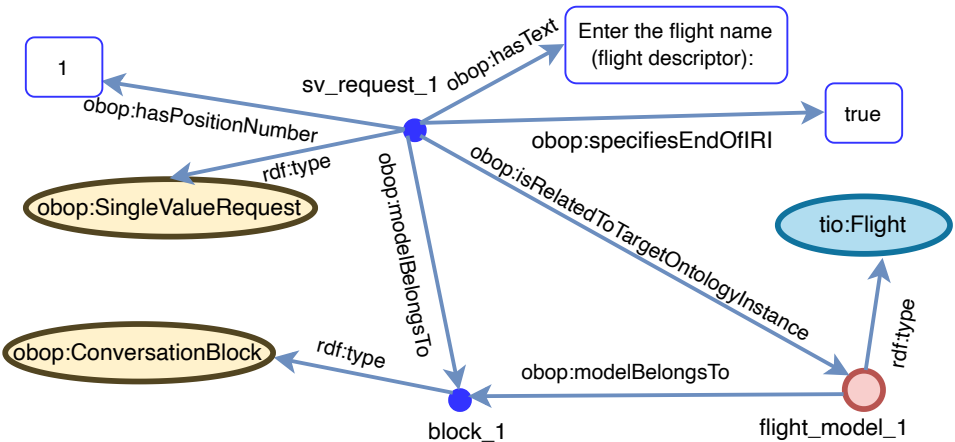 1
sv_request_1
obop:hasText
Enter the flight name
(flight descriptor):
obop:hasPositionNumber
true
obop:specifiesEndOfIRI
rdf:type
obop:SingleValueRequest
obop:modelBelongsTo
obop:isRelatedToTargetOntologyInstance
tio:Flight
obop:ConversationBlock
rdf:type
obop:modelBelongsTo
rdf:type
block_1
flight_model_1